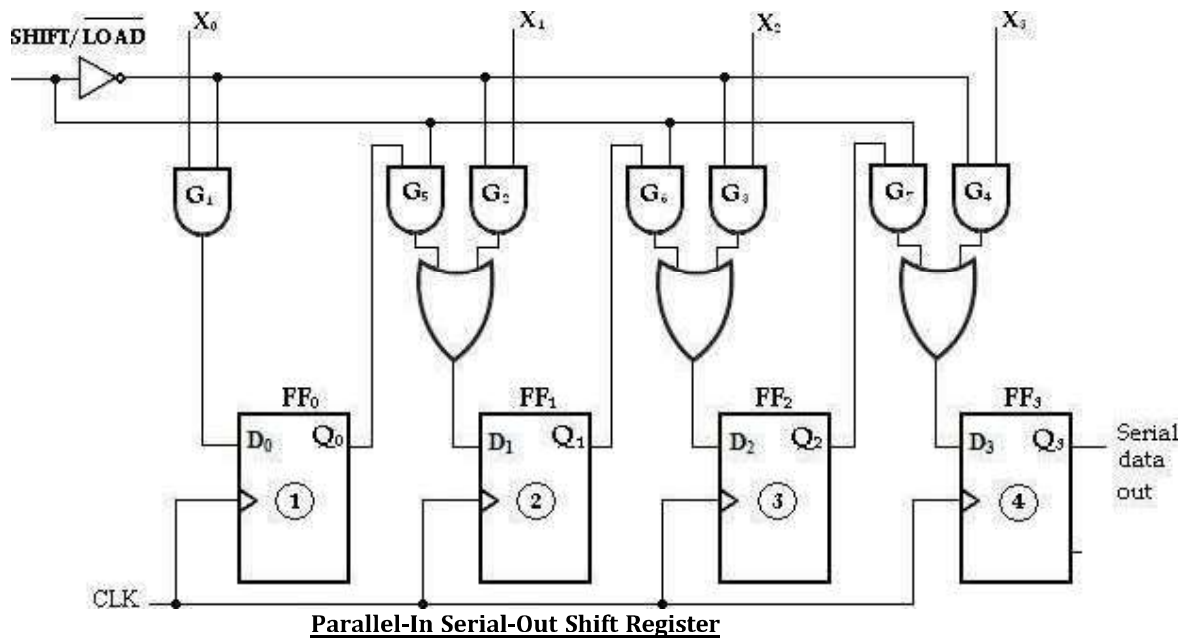 X₀ X₁ X₂ X₃
SHIFT/LOAD
G₁ G₅ G₂ G₆ G₃ G₇ G₄
FF₀ FF₁ FF₂ FF₃
D₀ Q₀ D₁ Q₁ D₂ Q₂ D₃ Q₃
Serial
data
out
1 2 3 4
CLK
Parallel-In Serial-Out Shift Register